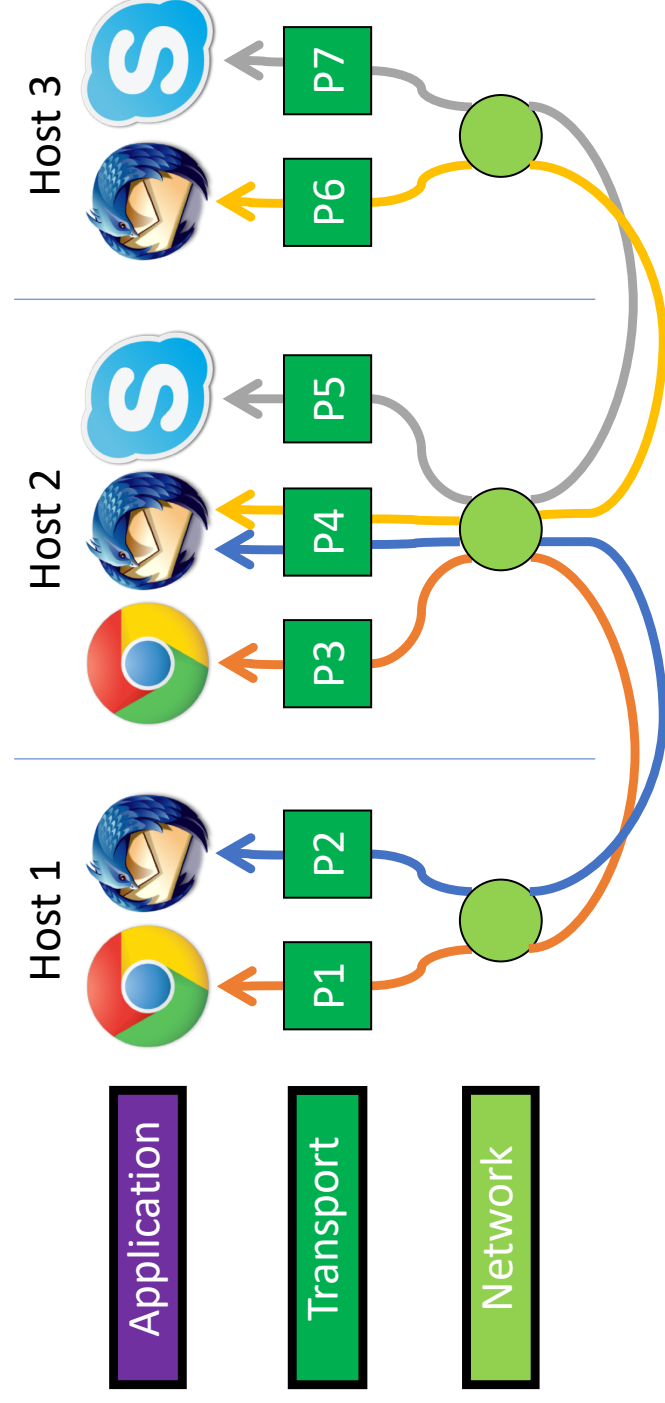 Host 1
Host 2
Host 3
Application
S
S
Transport
P1
P2
P3
P4
P5
P6
P7
Network